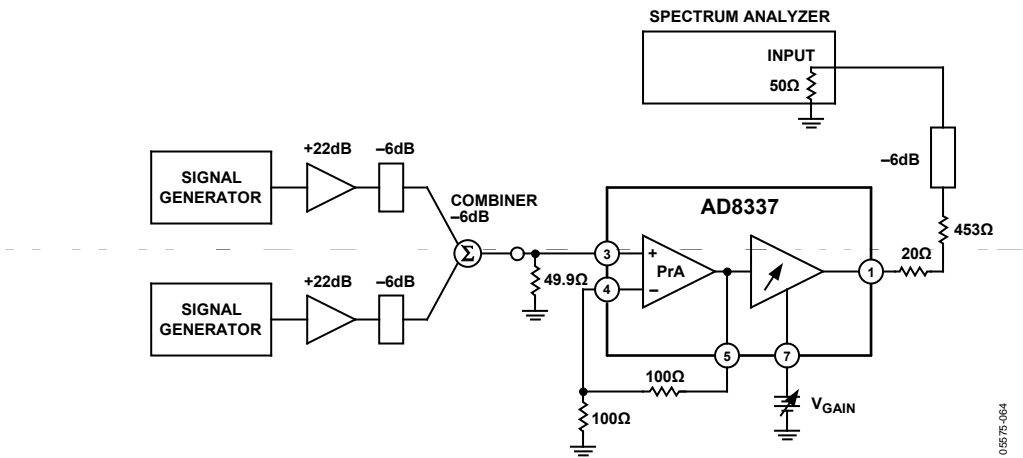 SPECTRUM ANALYZER
INPUT
50Ω
+22dB
–6dB
SIGNAL
GENERATOR
COMBINER
–6dB
Σ
49.9Ω
+22dB
–6dB
SIGNAL
GENERATOR
AD8337
3
+
PrA
4
–
1
5
7
20Ω
453Ω
–6dB
100Ω
100Ω
VGAIN
05575-064